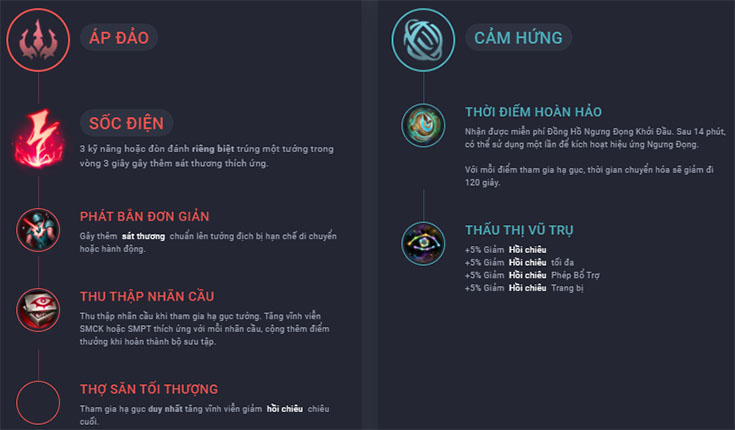 ÁP ĐẢO
SỐC ĐIỆN
3 kỹ năng hoặc đòn đánh riêng biệt trúng một tướng trong
vòng 3 giây gây thêm sát thương thích ứng.
PHÁT BẮN ĐƠN GIẢN
Gây thêm sát thương chuẩn lên tướng địch bị hạn chế di chuyển
hoặc hành động.
THU THẬP NHÃN CẦU
Thu thập nhãn cầu khi tham gia hạ gục tướng. Tăng vĩnh viễn
SMCK hoặc SMPT thích ứng với mỗi nhãn cầu, cộng thêm điểm
thưởng khi hoàn thành bộ sưu tập.
THỢ SĂN TỐI THƯỢNG
Tham gia hạ gục duy nhất tăng vĩnh viễn giảm hồi chiêu chiêu
cuối.
CẢM HỨNG
THỜI ĐIỂM HOÀN HẢO
Nhận được miễn phí Đồng Hồ Ngưng Đọng Khởi Đầu. Sau 14 phút,
có thể sử dụng một lần để kích hoạt hiệu ứng Ngưng Đọng.
Với mỗi điểm tham gia hạ gục, thời gian chuyển hóa sẽ giảm đi
120 giây.
THẤU THỊ VŨ TRỤ
+5% Giảm Hồi chiêu
+5% Giảm Hồi chiêu tối đa
+5% Giảm Hồi chiêu Phép Bổ Trợ
+5% Giảm Hồi chiêu Trang bị